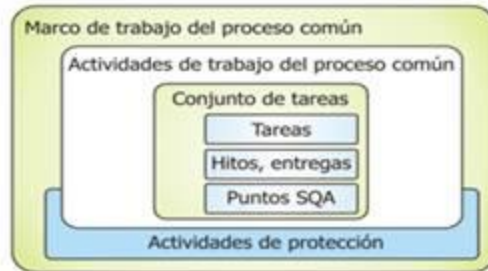 Marco de trabajo del proceso común
Actividades de trabajo del proceso común
Conjunto de tareas
Tareas
Hitos, entregas
Puntos SQA
Actividades de protección